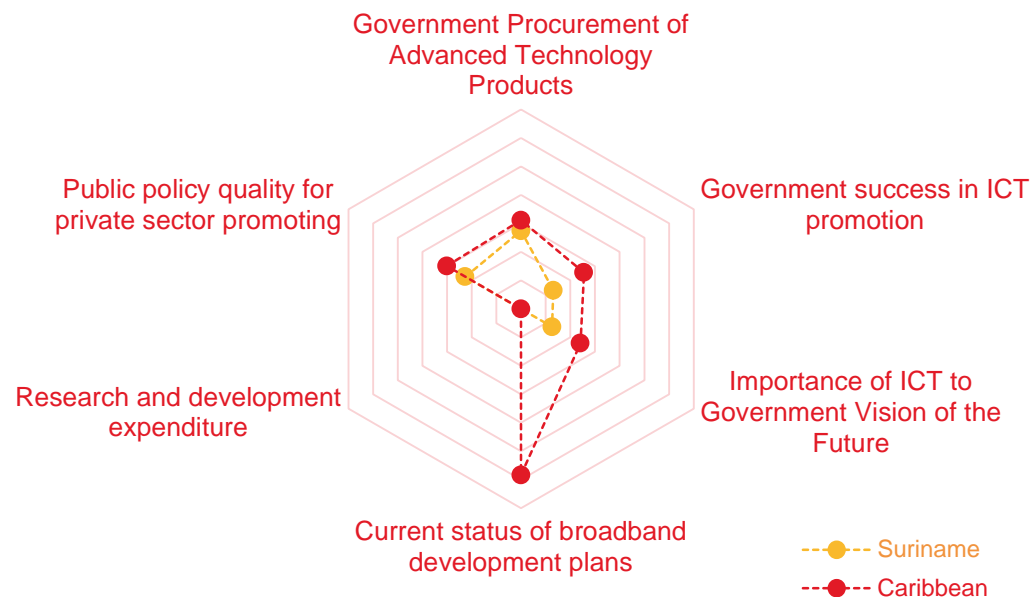 Government Procurement of
Advanced Technology
Products
Public policy quality for
private sector promoting
Government success in ICT
promotion
Research and development
expenditure
Importance of ICT to
Government Vision of the
Future
Current status of broadband
development plans
Suriname
Caribbean